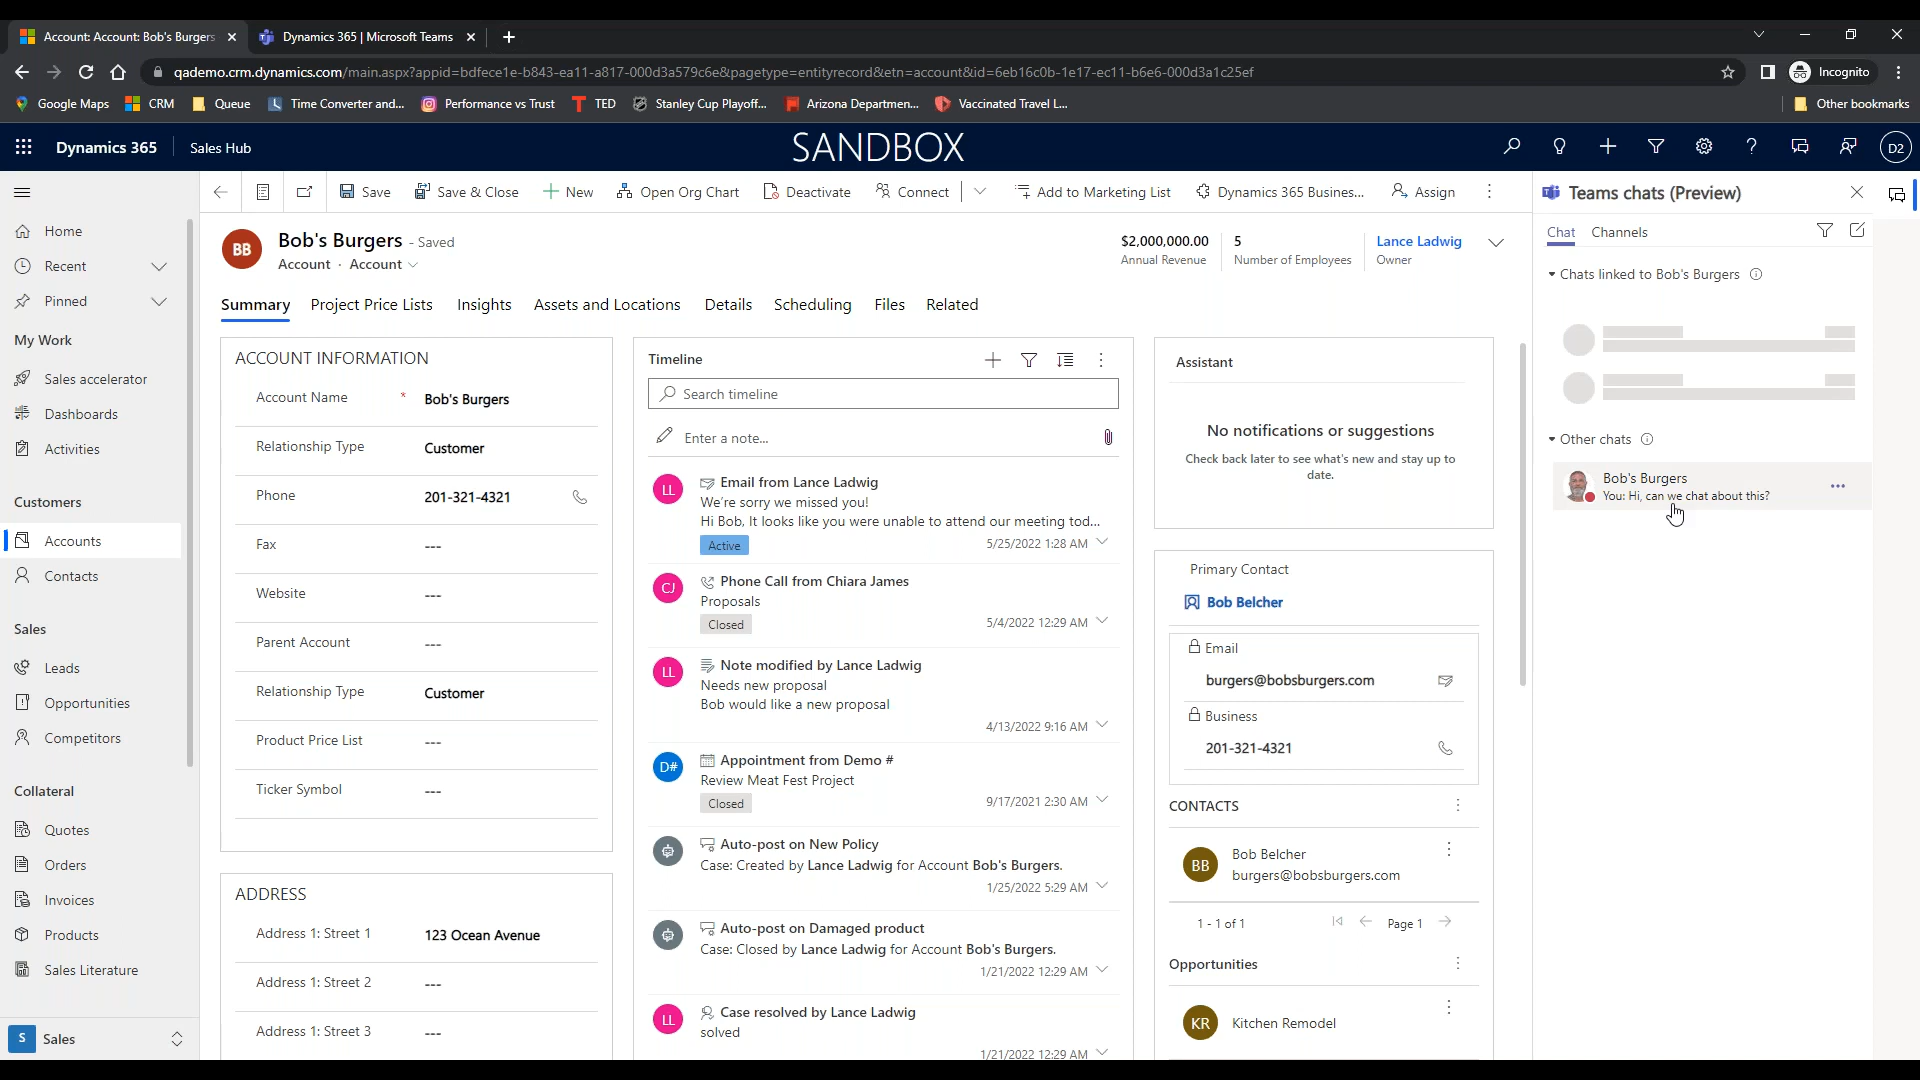 Account: Account: Bob's Burgers
Dynamics 365 | Microsoft Teams
qademo.crm.dynamics.com/main.aspx?appid=bdfece1e-b843-ea11-a817-000d3a579c6e&pagetype=entityrecord&etn=account&id=6eb16c0b-1e17-ec11-b6e6-000d3a1c25ef
Incognito
Google Maps
CRM
Queue
Time Converter and...
Performance vs Trust
TED
Stanley Cup Playoff...
Arizona Departmen...
Vaccinated Travel L...
Other bookmarks
Dynamics 365
Sales Hub
SANDBOX
D2
Home
Recent
Pinned
My Work
Sales accelerator
Dashboards
Activities
Customers
Accounts
Contacts
Sales
Leads
Opportunities
Competitors
Collateral
Quotes
Orders
Invoices
Products
Sales Literature
S
Sales
Save
Save & Close
New
Open Org Chart
Deactivate
Connect
Add to Marketing List
Dynamics 365 Busines...
Assign
BB
Bob's Burgers - Saved
Account · Account
$2,000,000.00
Annual Revenue
5
Number of Employees
Lance Ladwig
Owner
Summary
Project Price Lists
Insights
Assets and Locations
Details
Scheduling
Files
Related
ACCOUNT INFORMATION
Account Name * Bob's Burgers
Relationship Type Customer
Phone 201-321-4321
Fax ---
Website ---
Parent Account ---
Relationship Type Customer
Product Price List ---
Ticker Symbol ---
ADDRESS
Address 1: Street 1 123 Ocean Avenue
Address 1: Street 2 ---
Address 1: Street 3 ---
Timeline
Search timeline
Enter a note...
LL
Email from Lance Ladwig
We're sorry we missed you!
Hi Bob, It looks like you were unable to attend our meeting tod...
Active
5/25/2022 1:28 AM
CJ
Phone Call from Chiara James
Proposals
Closed
5/4/2022 12:29 AM
LL
Note modified by Lance Ladwig
Needs new proposal
Bob would like a new proposal
4/13/2022 9:16 AM
D#
Appointment from Demo #
Review Meat Fest Project
Closed
9/17/2021 2:30 AM
Auto-post on New Policy
Case: Created by Lance Ladwig for Account Bob's Burgers.
1/25/2022 5:29 AM
Auto-post on Damaged product
Case: Closed by Lance Ladwig for Account Bob's Burgers.
1/21/2022 12:29 AM
LL
Case resolved by Lance Ladwig
solved
1/21/2022 12:29 AM
Assistant
No notifications or suggestions
Check back later to see what's new and stay up to
date.
Primary Contact
Bob Belcher
Email
burgers@bobsburgers.com
Business
201-321-4321
CONTACTS
BB
Bob Belcher
burgers@bobsburgers.com
1 - 1 of 1
Page 1
Opportunities
KR
Kitchen Remodel
Teams chats (Preview)
Chat
Channels
Chats linked to Bob's Burgers
Other chats
Bob's Burgers
You: Hi, can we chat about this?